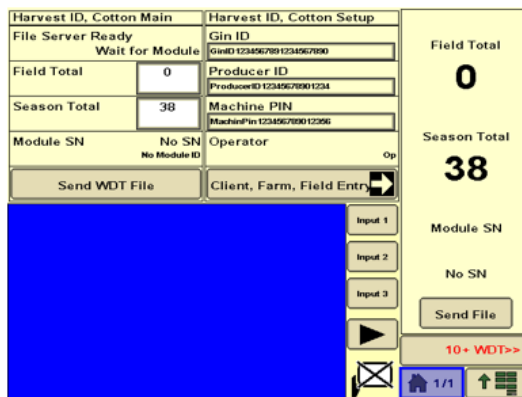 Harvest ID, Cotton Main
File Server Ready
Wait for Module
Field Total 0
Season Total 38
Module SN No SN
No Module ID
Send WDT File
Harvest ID, Cotton Setup
Gin ID
GinID1234567891234567890
Producer ID
ProducerID12345678901234
Machine PIN
MachinPin123456789012356
Operator
Op
Client, Farm, Field Entry
Input 1
Input 2
Input 3
Field Total
0
Season Total
38
Module SN
No SN
Send File
10+ WDT>>
1/1